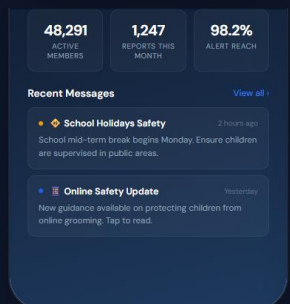 48,291
ACTIVE
MEMBERS
1,247
REPORTS THIS
MONTH
98.2%
ALERT REACH
Recent Messages
View all ›
School Holidays Safety
2 hours ago
School mid-term break begins Monday. Ensure children
are supervised in public areas.
Online Safety Update
Yesterday
New guidance available on protecting children from
online grooming. Tap to read.